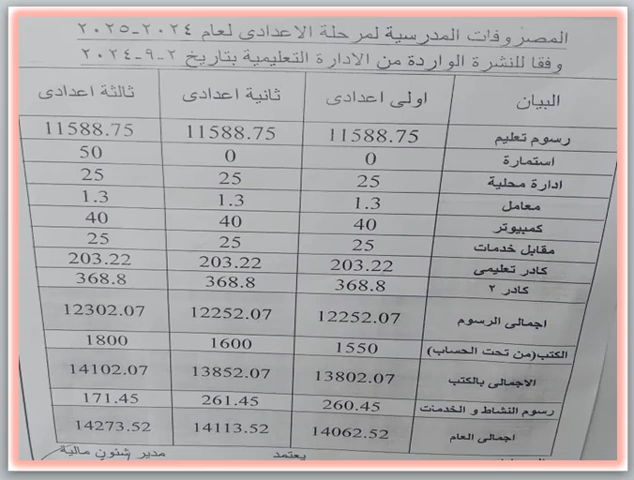 المصروفات المدرسية لمرحلة الاعدادى لعام ٢٠٢٤-٢٠٢٥
وفقا للنشرة الواردة من الادارة التعليمية بتاريخ ٢-٩-٢٠٢٤
البيان اولى اعدادى ثانية اعدادى ثالثة اعدادى
رسوم تعليم 11588.75 11588.75 11588.75
استمارة 0 0 50
ادارة محلية 25 25 25
معامل 1.3 1.3 1.3
كمبيوتر 40 40 40
مقابل خدمات 25 25 25
كادر تعليمى 203.22 203.22 203.22
كادر ٢ 368.8 368.8 368.8
اجمالى الرسوم 12252.07 12252.07 12302.07
الكتب(من تحت الحساب) 1550 1600 1800
الاجمالى بالكتب 13802.07 13852.07 14102.07
رسوم النشاط و الخدمات 260.45 261.45 171.45
اجمالى العام 14062.52 14113.52 14273.52
يعتمد مدير شئون مالية